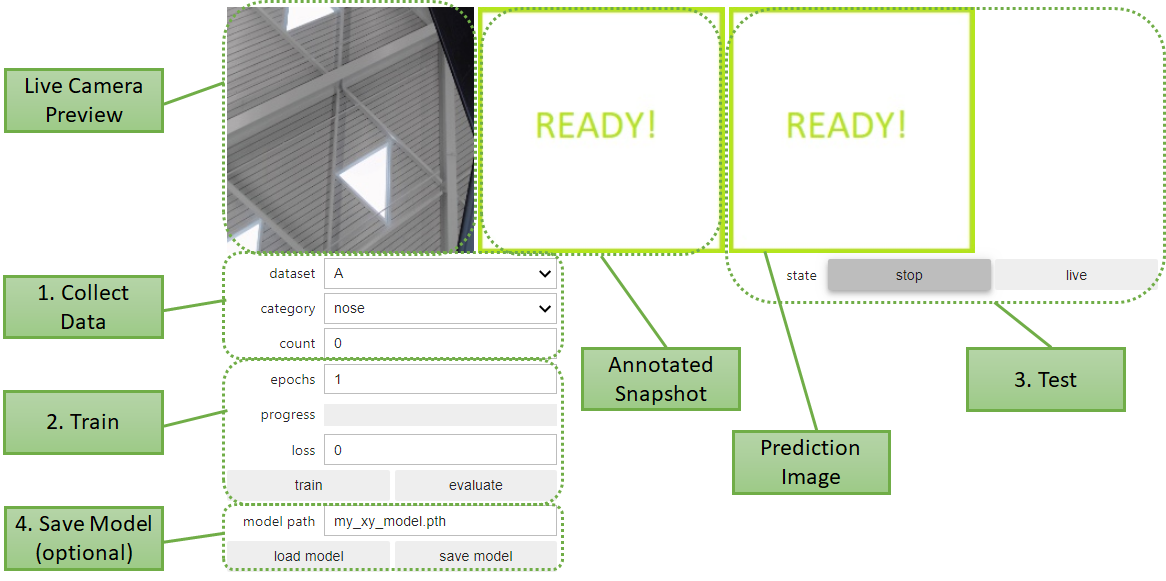 Live Camera
Preview
READY!
READY!
1. Collect
Data
dataset
A
category
nose
count
0
state
stop
live
Annotated
Snapshot
3. Test
2. Train
epochs
1
progress
loss
0
train
evaluate
Prediction
Image
4. Save Model
(optional)
model path
my_xy_model.pth
load model
save model